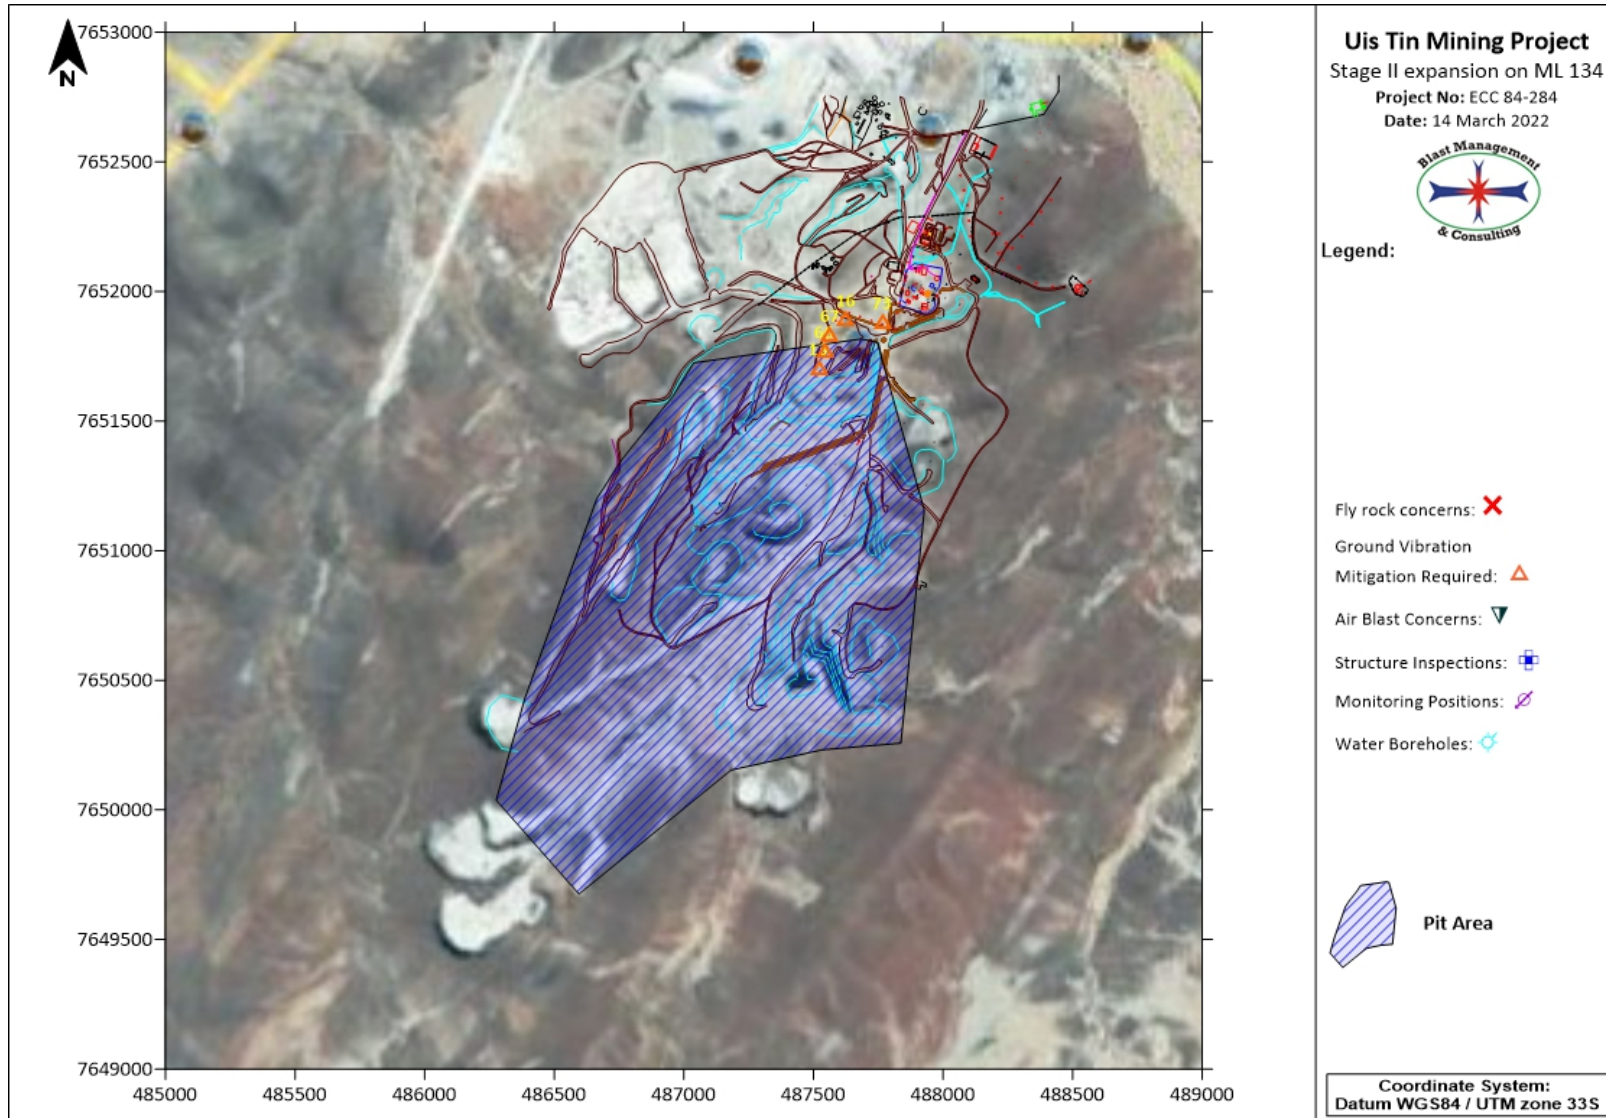 Uis Tin Mining Project
Stage II expansion on ML 134
Project No: ECC 84-284
Date: 14 March 2022
Blast Management
& Consulting
Legend:
Fly rock concerns:
Ground Vibration
Mitigation Required:
Air Blast Concerns:
Structure Inspections:
Monitoring Positions:
Water Boreholes:
Pit Area
Coordinate System:
Datum WGS84 / UTM zone 33S
N
7653000
7652500
7652000
7651500
7651000
7650500
7650000
7649500
7649000
485000 485500 486000 486500 487000 487500 488000 488500 489000
16
67